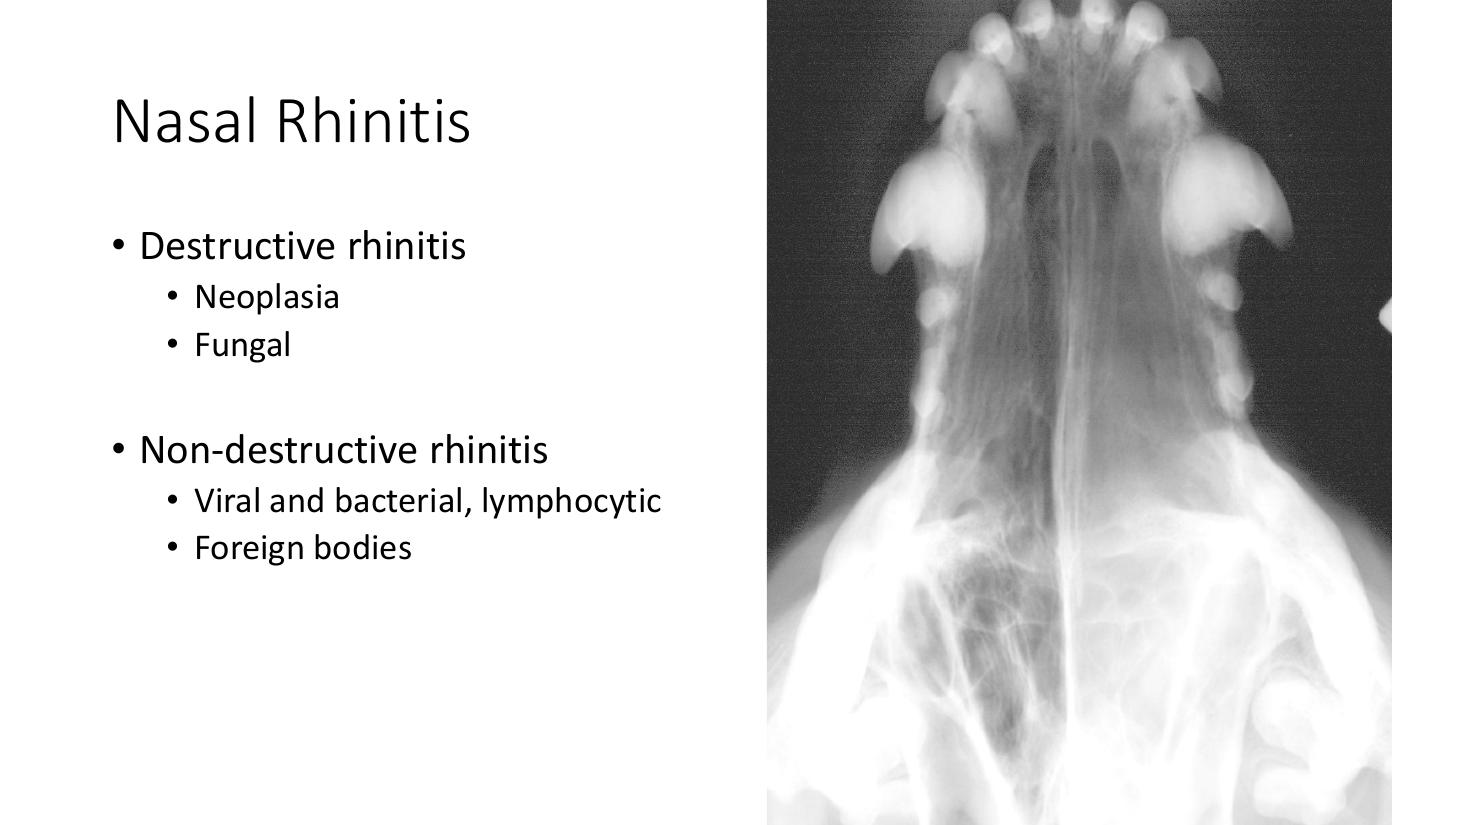 Nasal Rhinitis
• Destructive rhinitis
• Neoplasia
• Fungal
• Non-destructive rhinitis
• Viral and bacterial, lymphocytic
• Foreign bodies